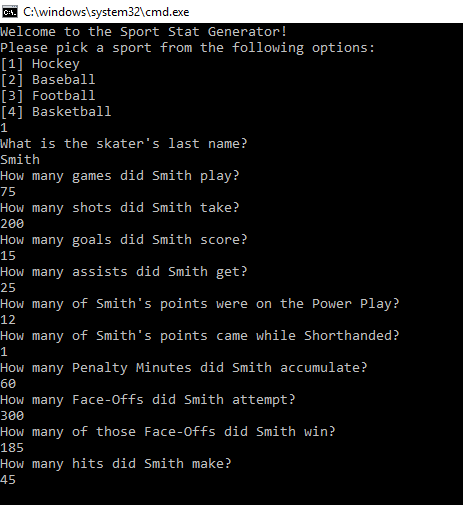 C:\windows\system32\cmd.exe
Welcome to the Sport Stat Generator!
Please pick a sport from the following options:
[1] Hockey
[2] Baseball
[3] Football
[4] Basketball
1
What is the skater's last name?
Smith
How many games did Smith play?
75
How many shots did Smith take?
200
How many goals did Smith score?
15
How many assists did Smith get?
25
How many of Smith's points were on the Power Play?
12
How many of Smith's points came while Shorthanded?
1
How many Penalty Minutes did Smith accumulate?
60
How many Face-Offs did Smith attempt?
300
How many of those Face-Offs did Smith win?
185
How many hits did Smith make?
45